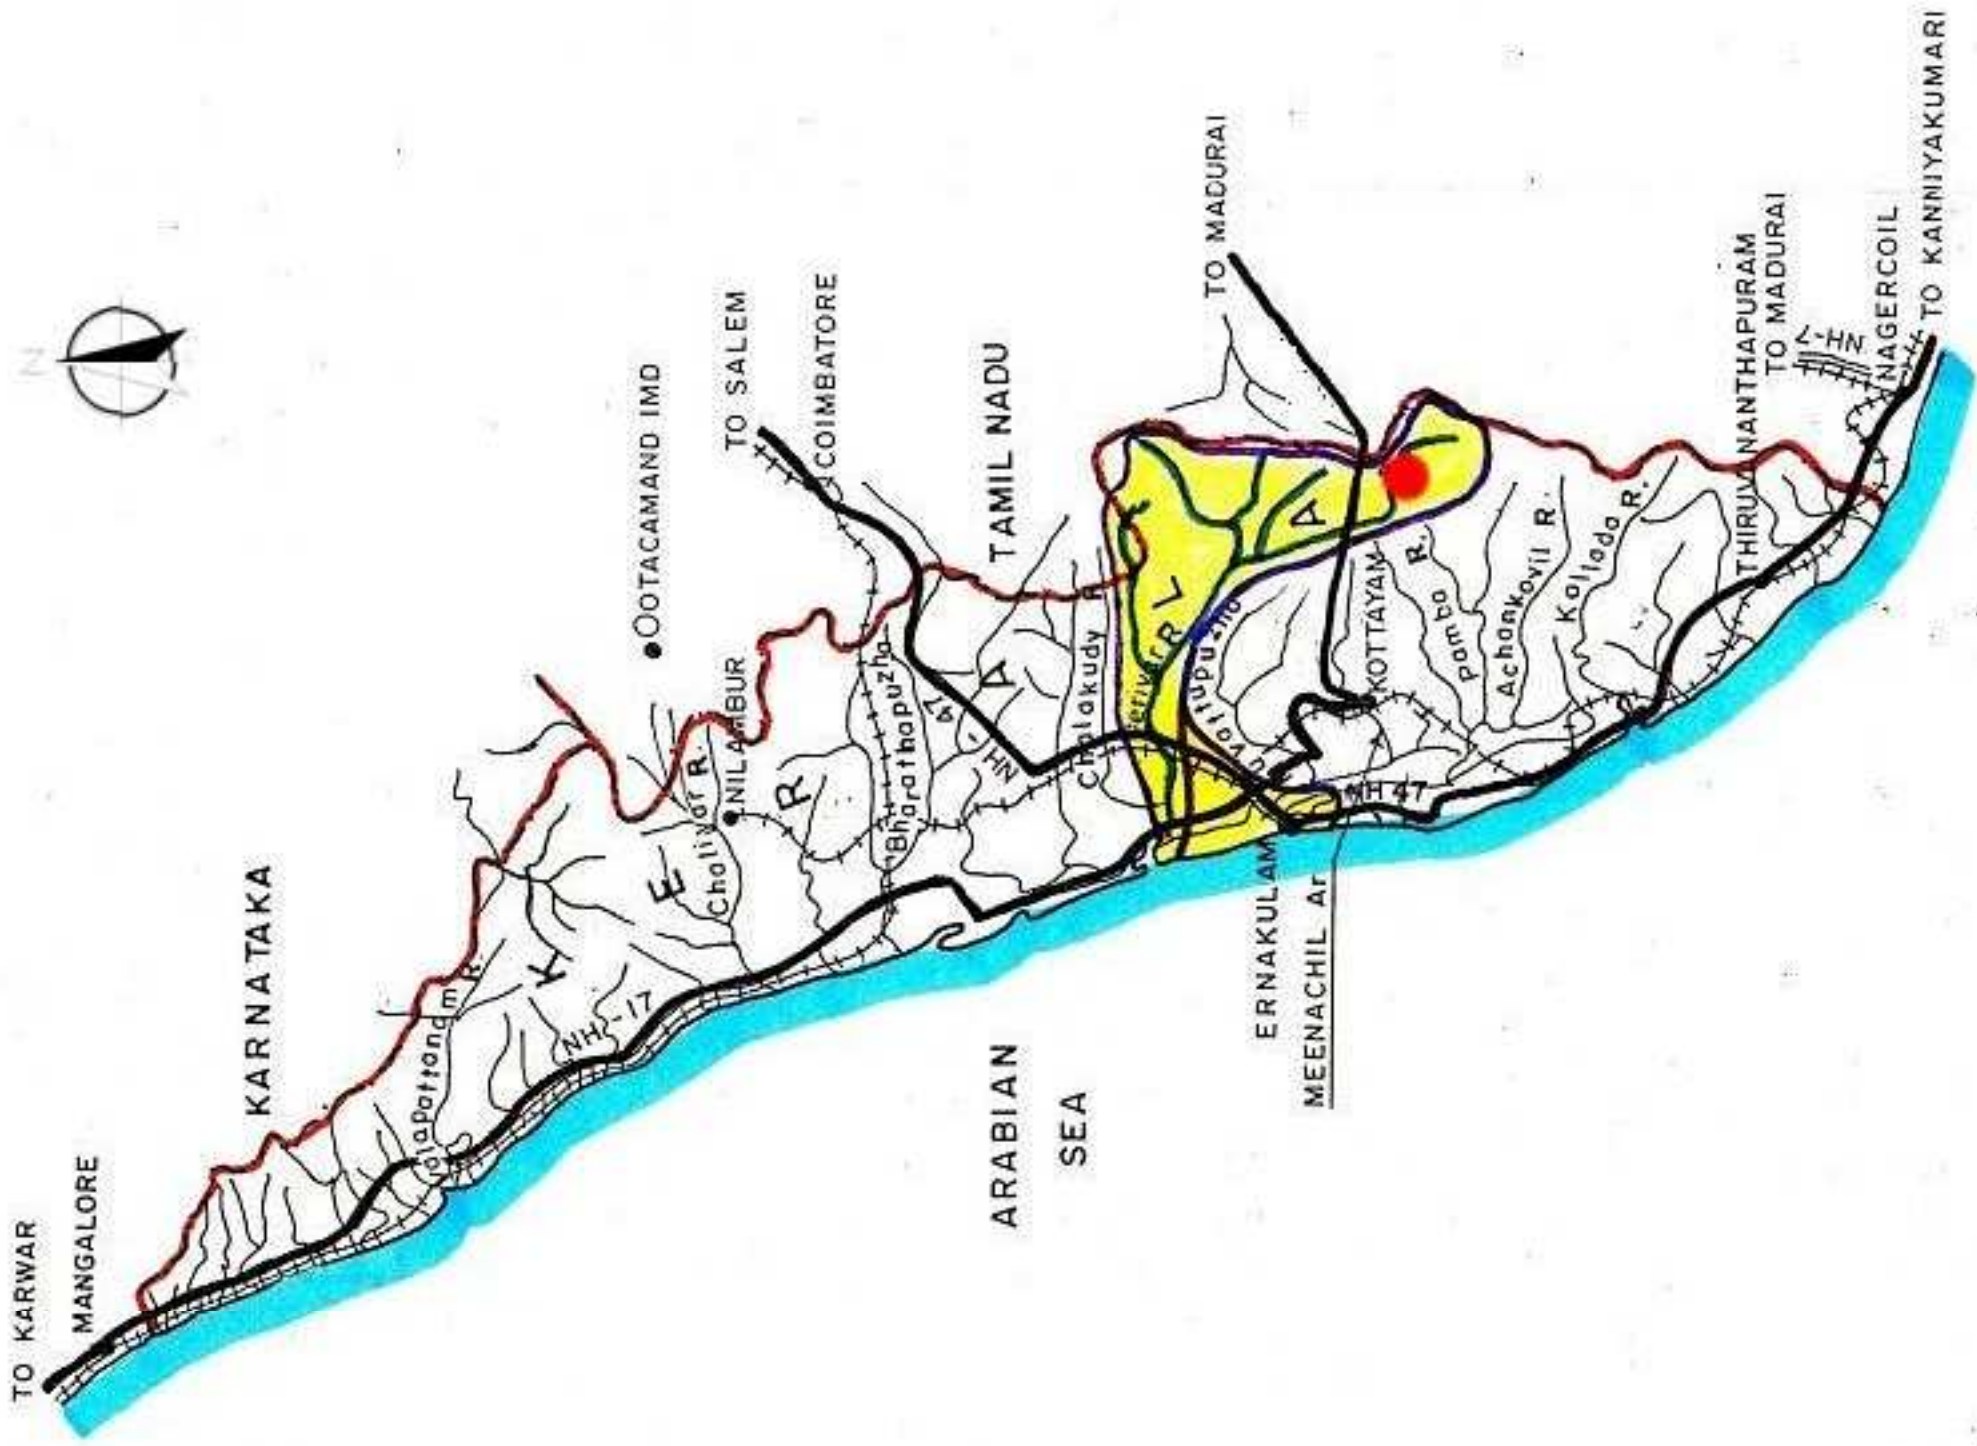 N
TO KARWAR
MANGALORE
KARNATAKA
OOTACAMAND IMD
TO SALEM
COIMBATORE
TAMIL NADU
TO MADURAI
NILAMBUR
K E R A L A
Chaliyar R.
Bharathapuzha
NH-47
NH-17
Chalakudy R
KOTTAYAM
Pamba R.
Achankovil R.
Kallada R.
THIRUVANANTHAPURAM
TO MADURAI
NH-7
NAGERCOIL
TO KANNIYAKUMARI
NH 47
ERNAKULAM
MEENACHIL Ar
ARABIAN
SEA